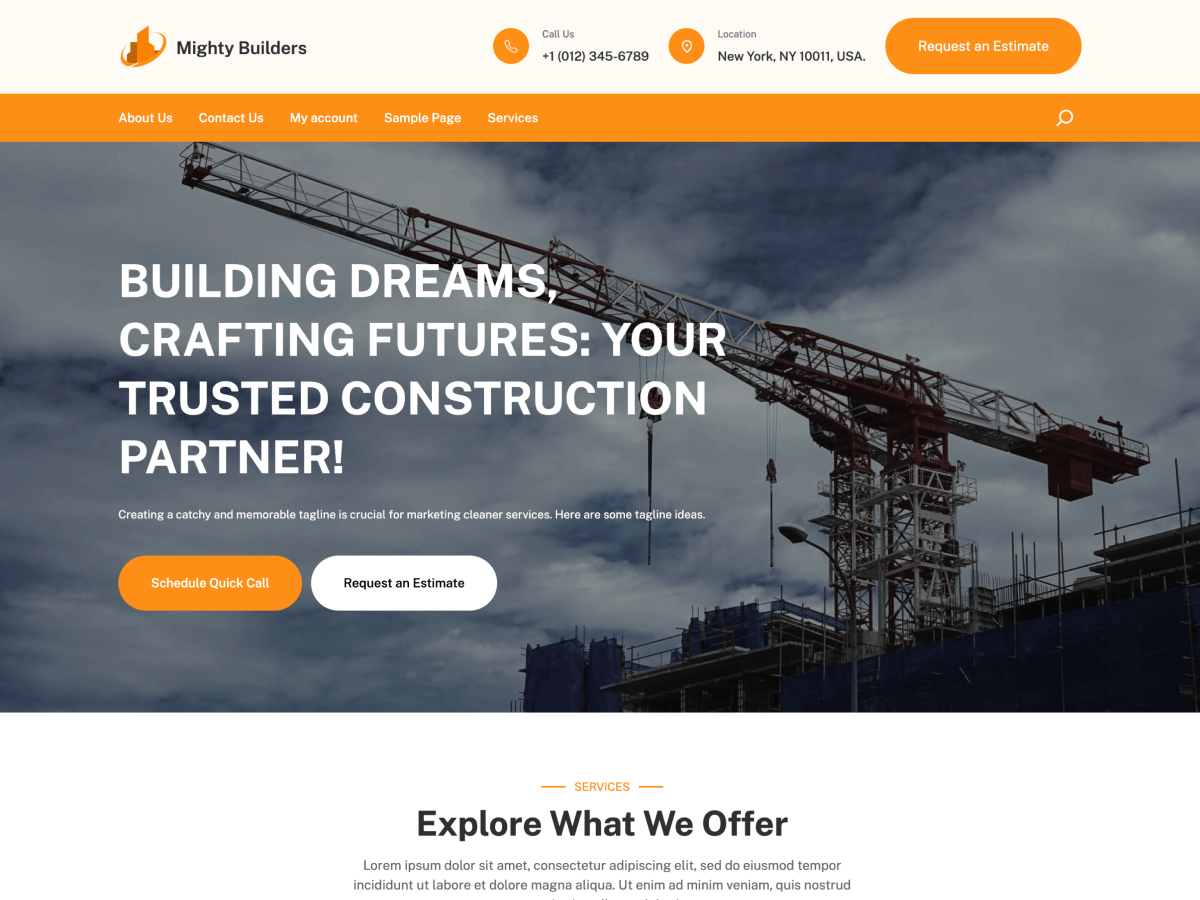 Mighty Builders
Call Us
+1 (012) 345-6789
Location
New York, NY 10011, USA.
Request an Estimate
About Us
Contact Us
My account
Sample Page
Services
BUILDING DREAMS,
CRAFTING FUTURES: YOUR
TRUSTED CONSTRUCTION
PARTNER!
Creating a catchy and memorable tagline is crucial for marketing cleaner services. Here are some tagline ideas.
Schedule Quick Call
Request an Estimate
SERVICES
Explore What We Offer
Lorem ipsum dolor sit amet, consectetur adipiscing elit, sed do eiusmod tempor
incididunt ut labore et dolore magna aliqua. Ut enim ad minim veniam, quis nostrud